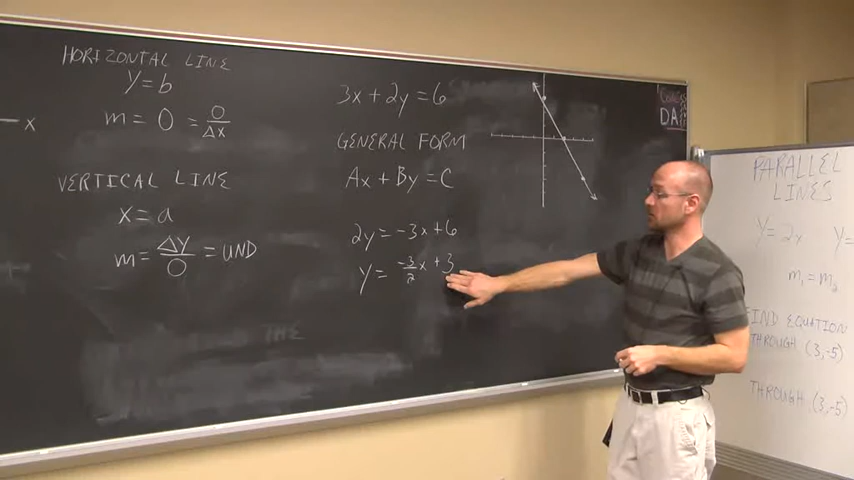 HORIZONTAL LINE
y = b
x
m = 0 = 0/Δx
VERTICAL LINE
x = a
m = Δy/0 = UND
3x + 2y = 6
GENERAL FORM
Ax + By = C
2y = -3x + 6
y = -3/2 x + 3
THE
PARALLEL
LINES
y = 2x y =
m₁ = m₂
FIND EQUATION
THROUGH (3,-5)
THROUGH (3,-5)